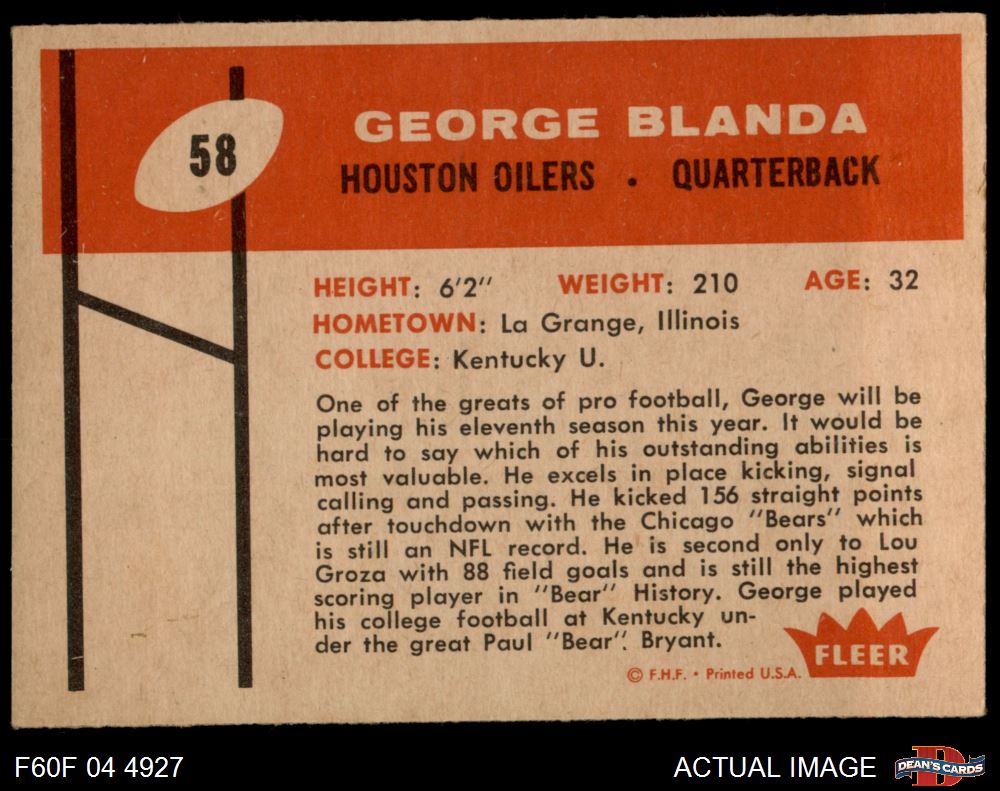 58
GEORGE BLANDA
HOUSTON OILERS • QUARTERBACK
HEIGHT: 6'2" WEIGHT: 210 AGE: 32
HOMETOWN: La Grange, Illinois
COLLEGE: Kentucky U.
One of the greats of pro football, George will be
playing his eleventh season this year. It would be
hard to say which of his outstanding abilities is
most valuable. He excels in place kicking, signal
calling and passing. He kicked 156 straight points
after touchdown with the Chicago "Bears" which
is still an NFL record. He is second only to Lou
Groza with 88 field goals and is still the highest
scoring player in "Bear" History. George played
his college football at Kentucky un-
der the great Paul "Bear". Bryant.
FLEER
© F.H.F. • Printed U.S.A.
F60F 04 4927
ACTUAL IMAGE
D
DEAN'S CARDS